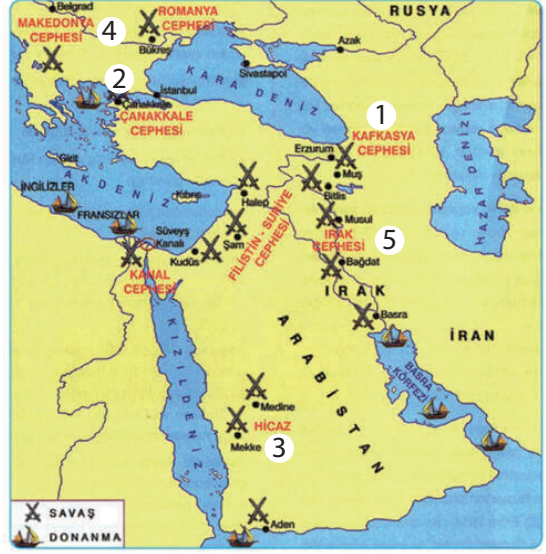 Belgrad
ROMANYA
CEPHESİ
RUSYA
MAKEDONYA
CEPHESİ
4
Bükreş
Azak
2
İstanbul
Sivastapol
KARA DENİZ
Çanakkale
ÇANAKKALE
CEPHESİ
1
KAFKASYA
CEPHESİ
Erzurum
Muş
Bitlis
HAZAR DENİZİ
Girit
AKDENİZ
Kıbrıs
Halep
İNGİLİZLER
FRANSIZLAR
Süveyş
Kanalı
Şam
Kudüs
FİLİSTİN - SURİYE
CEPHESİ
Musul
IRAK
CEPHESİ
5
Bağdat
KANAL
CEPHESİ
IRAK
Basra
İRAN
BASRA
KÖRFEZİ
KIZILDENİZ
ARABİSTAN
Medine
HİCAZ
Mekke
3
Aden
SAVAŞ
DONANMA